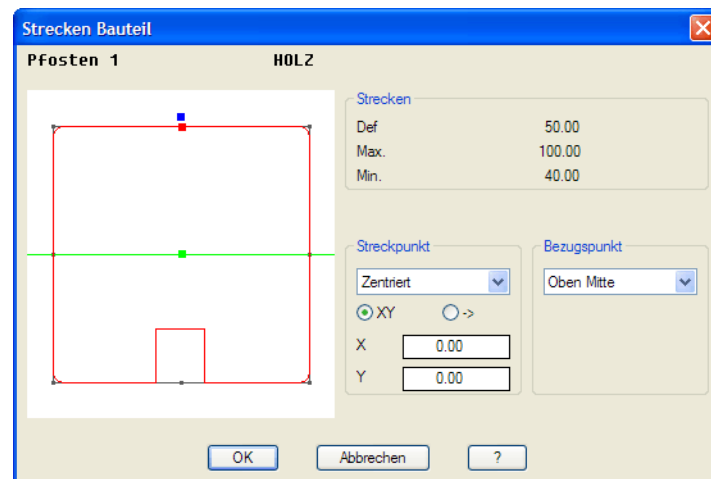 Strecken Bauteil
Pfosten 1 HOLZ
Strecken
Def 50.00
Max. 100.00
Min. 40.00
Streckpunkt
Zentriert
XY ->
X 0.00
Y 0.00
Bezugspunkt
Oben Mitte
OK Abbrechen ?